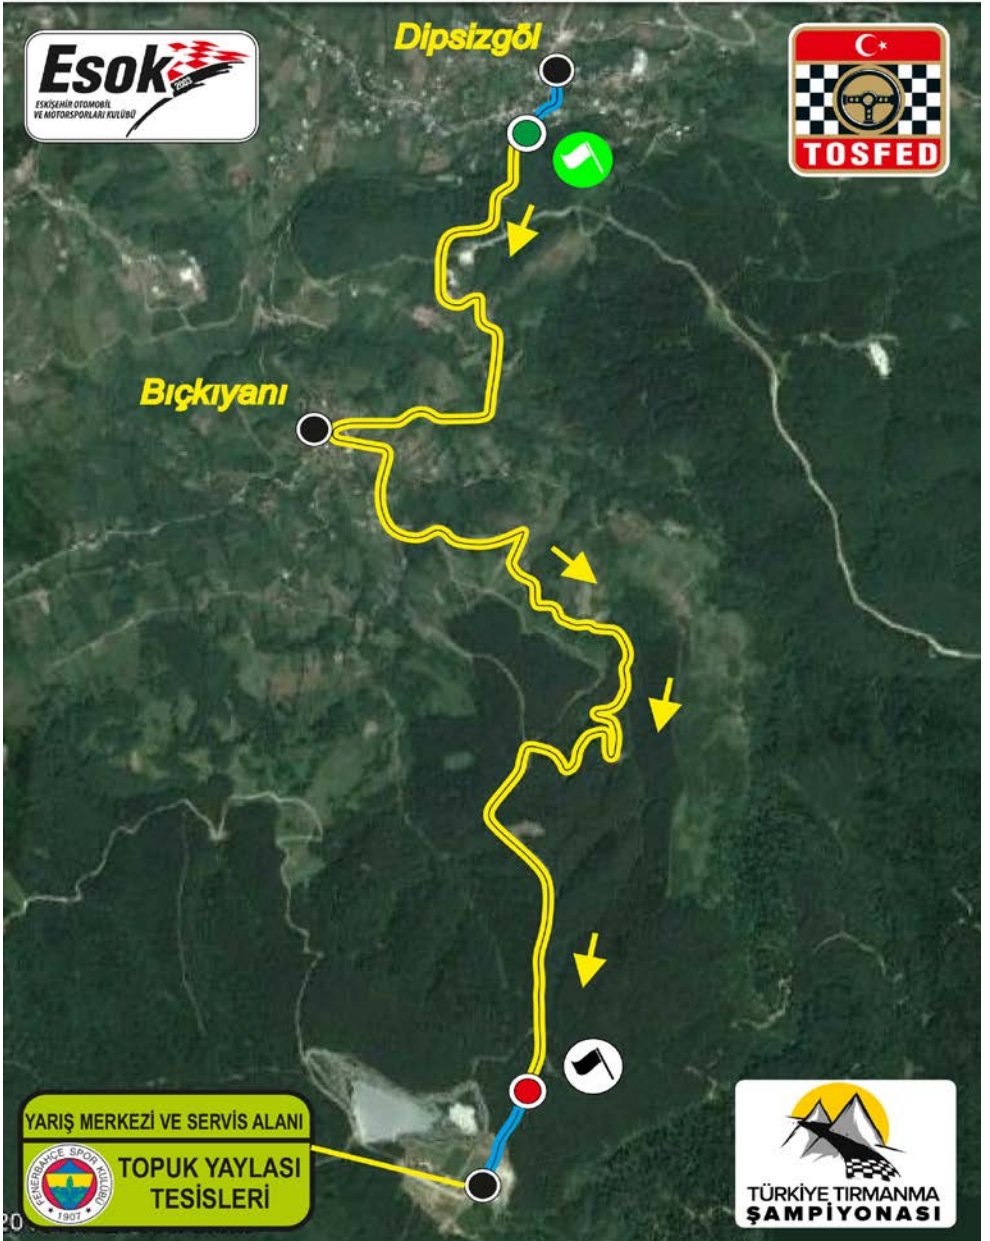 Dipsizgöl
Esok
2003
ESKİŞEHİR OTOMOBİL
VE MOTORSPORLARI KULÜBÜ
TOSFED
Bıçkıyanı
YARIŞ MERKEZİ VE SERVİS ALANI
TOPUK YAYLASI
TESİSLERİ
FENERBAHÇE SPOR KULÜBÜ
1907
TÜRKİYE TIRMANMA
ŞAMPİYONASI